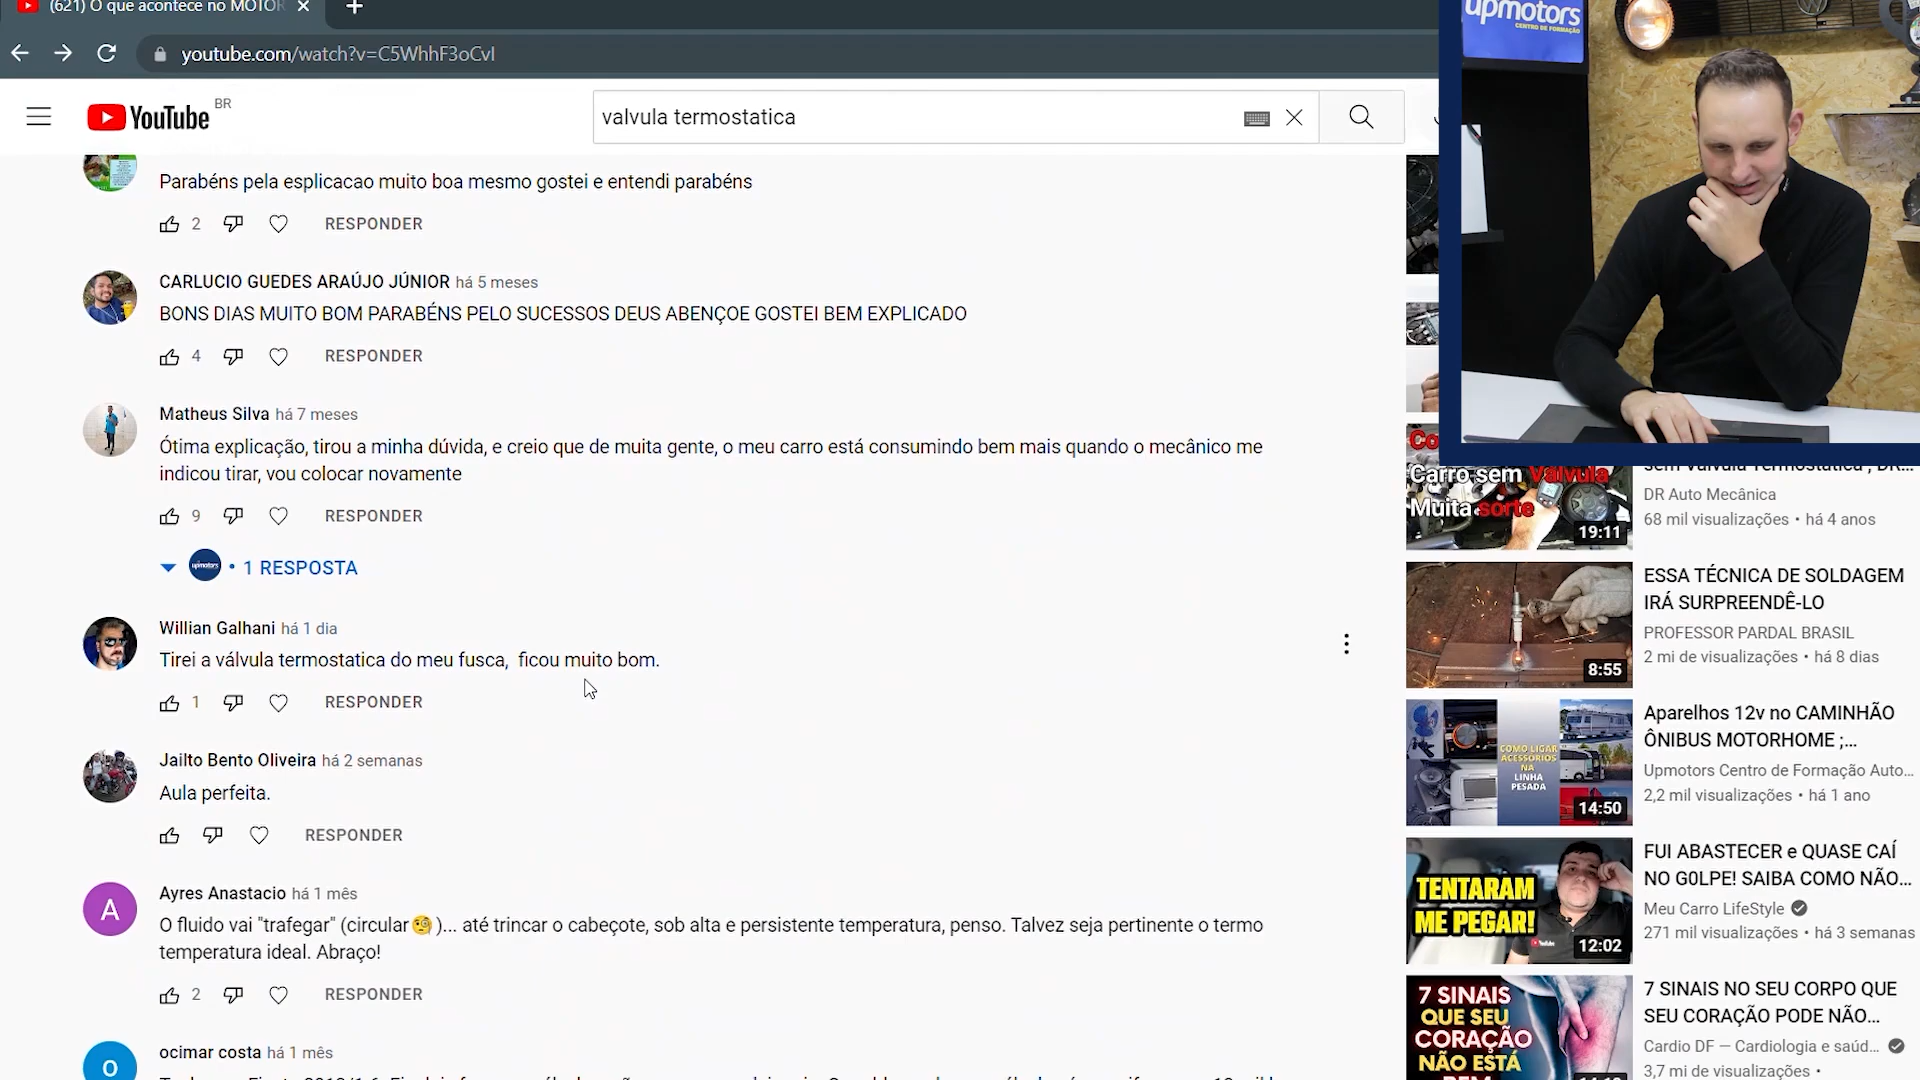 (621) O que acontece no MOTOR
youtube.com/watch?v=C5WhhF3oCvI
YouTube BR
valvula termostatica
Parabéns pela esplicacao muito boa mesmo gostei e entendi parabéns
2 RESPONDER
CARLUCIO GUEDES ARAÚJO JÚNIOR há 5 meses
BONS DIAS MUITO BOM PARABÉNS PELO SUCESSOS DEUS ABENÇOE GOSTEI BEM EXPLICADO
4 RESPONDER
Matheus Silva há 7 meses
Ótima explicação, tirou a minha dúvida, e creio que de muita gente, o meu carro está consumindo bem mais quando o mecânico me
indicou tirar, vou colocar novamente
9 RESPONDER
upmotors • 1 RESPOSTA
Willian Galhani há 1 dia
Tirei a válvula termostatica do meu fusca,  ficou muito bom.
1 RESPONDER
Jailto Bento Oliveira há 2 semanas
Aula perfeita.
RESPONDER
A
Ayres Anastacio há 1 mês
O fluido vai "trafegar" (circular🧐)... até trincar o cabeçote, sob alta e persistente temperatura, penso. Talvez seja pertinente o termo
temperatura ideal. Abraço!
2 RESPONDER
o
ocimar costa há 1 mês
upmotors
CENTRO DE FORMAÇÃO
Carro sem Válvula
Muita sorte
19:11
sem Válvula Termostática , DR...
DR Auto Mecânica
68 mil visualizações • há 4 anos
8:55
ESSA TÉCNICA DE SOLDAGEM
IRÁ SURPREENDÊ-LO
PROFESSOR PARDAL BRASIL
2 mi de visualizações • há 8 dias
COMO LIGAR
ACESSÓRIOS
NA
LINHA
PESADA
14:50
Aparelhos 12v no CAMINHÃO
ÔNIBUS MOTORHOME ;...
Upmotors Centro de Formação Auto...
2,2 mil visualizações • há 1 ano
TENTARAM
ME PEGAR!
12:02
FUI ABASTECER e QUASE CAÍ
NO G0LPE! SAIBA COMO NÃO...
Meu Carro LifeStyle
271 mil visualizações • há 3 semanas
7 SINAIS
QUE SEU
CORAÇÃO
NÃO ESTÁ
BEM
7 SINAIS NO SEU CORPO QUE
SEU CORAÇÃO PODE NÃO...
Cardio DF — Cardiologia e saúd...
3,7 mi de visualizações •